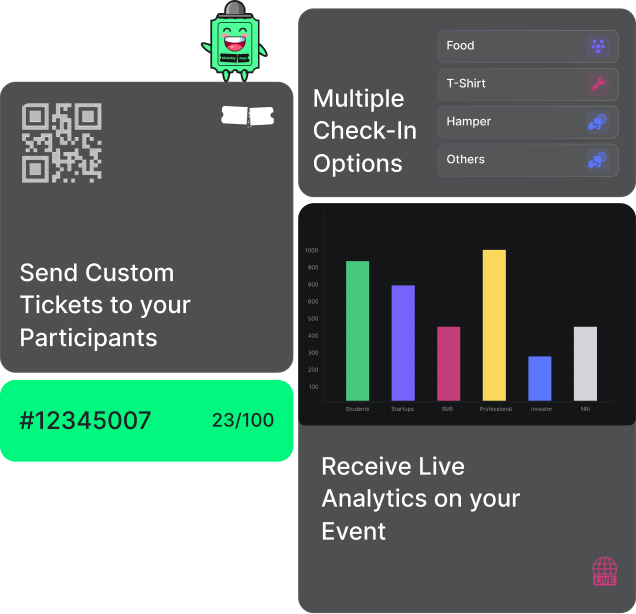 Send Custom
Tickets to your
Participants
#12345007
23/100
Multiple
Check-In
Options
Food
T-Shirt
Hamper
Others
1000
900
800
600
500
400
300
200
100
Students
Startups
SME
Professional
Investor
NRI
Receive Live
Analytics on your
Event
LIVE